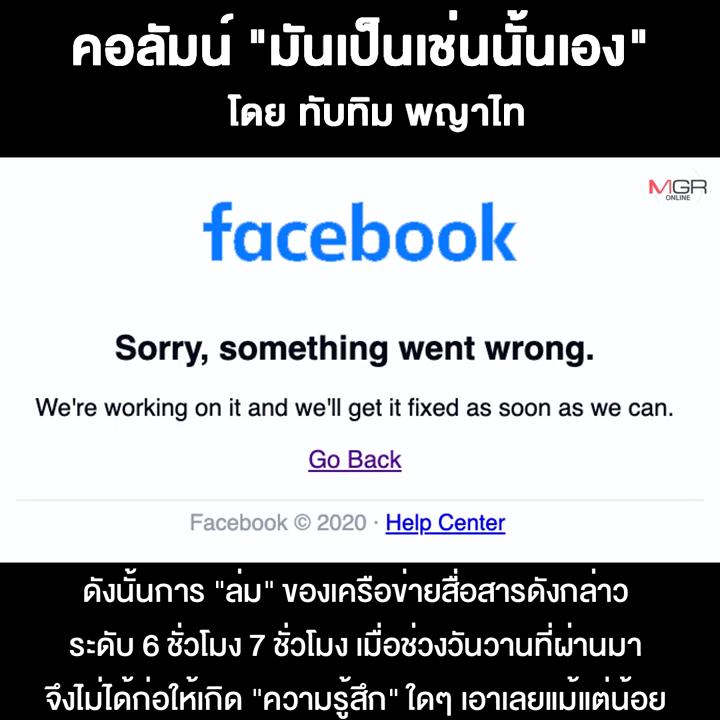 คอลัมน์ "มันเป็นเช่นนั้นเอง"
โดย ทับทิม พญาไท
MGR
ONLINE
facebook
Sorry, something went wrong.
We're working on it and we'll get it fixed as soon as we can.
Go Back
Facebook © 2020 · Help Center
ดังนั้นการ "ล่ม" ของเครือข่ายสื่อสารดังกล่าว
ระดับ 6 ชั่วโมง 7 ชั่วโมง เมื่อช่วงวันวานที่ผ่านมา
จึงไม่ได้ก่อให้เกิด "ความรู้สึก" ใดๆ เอาเลยแม้แต่น้อย